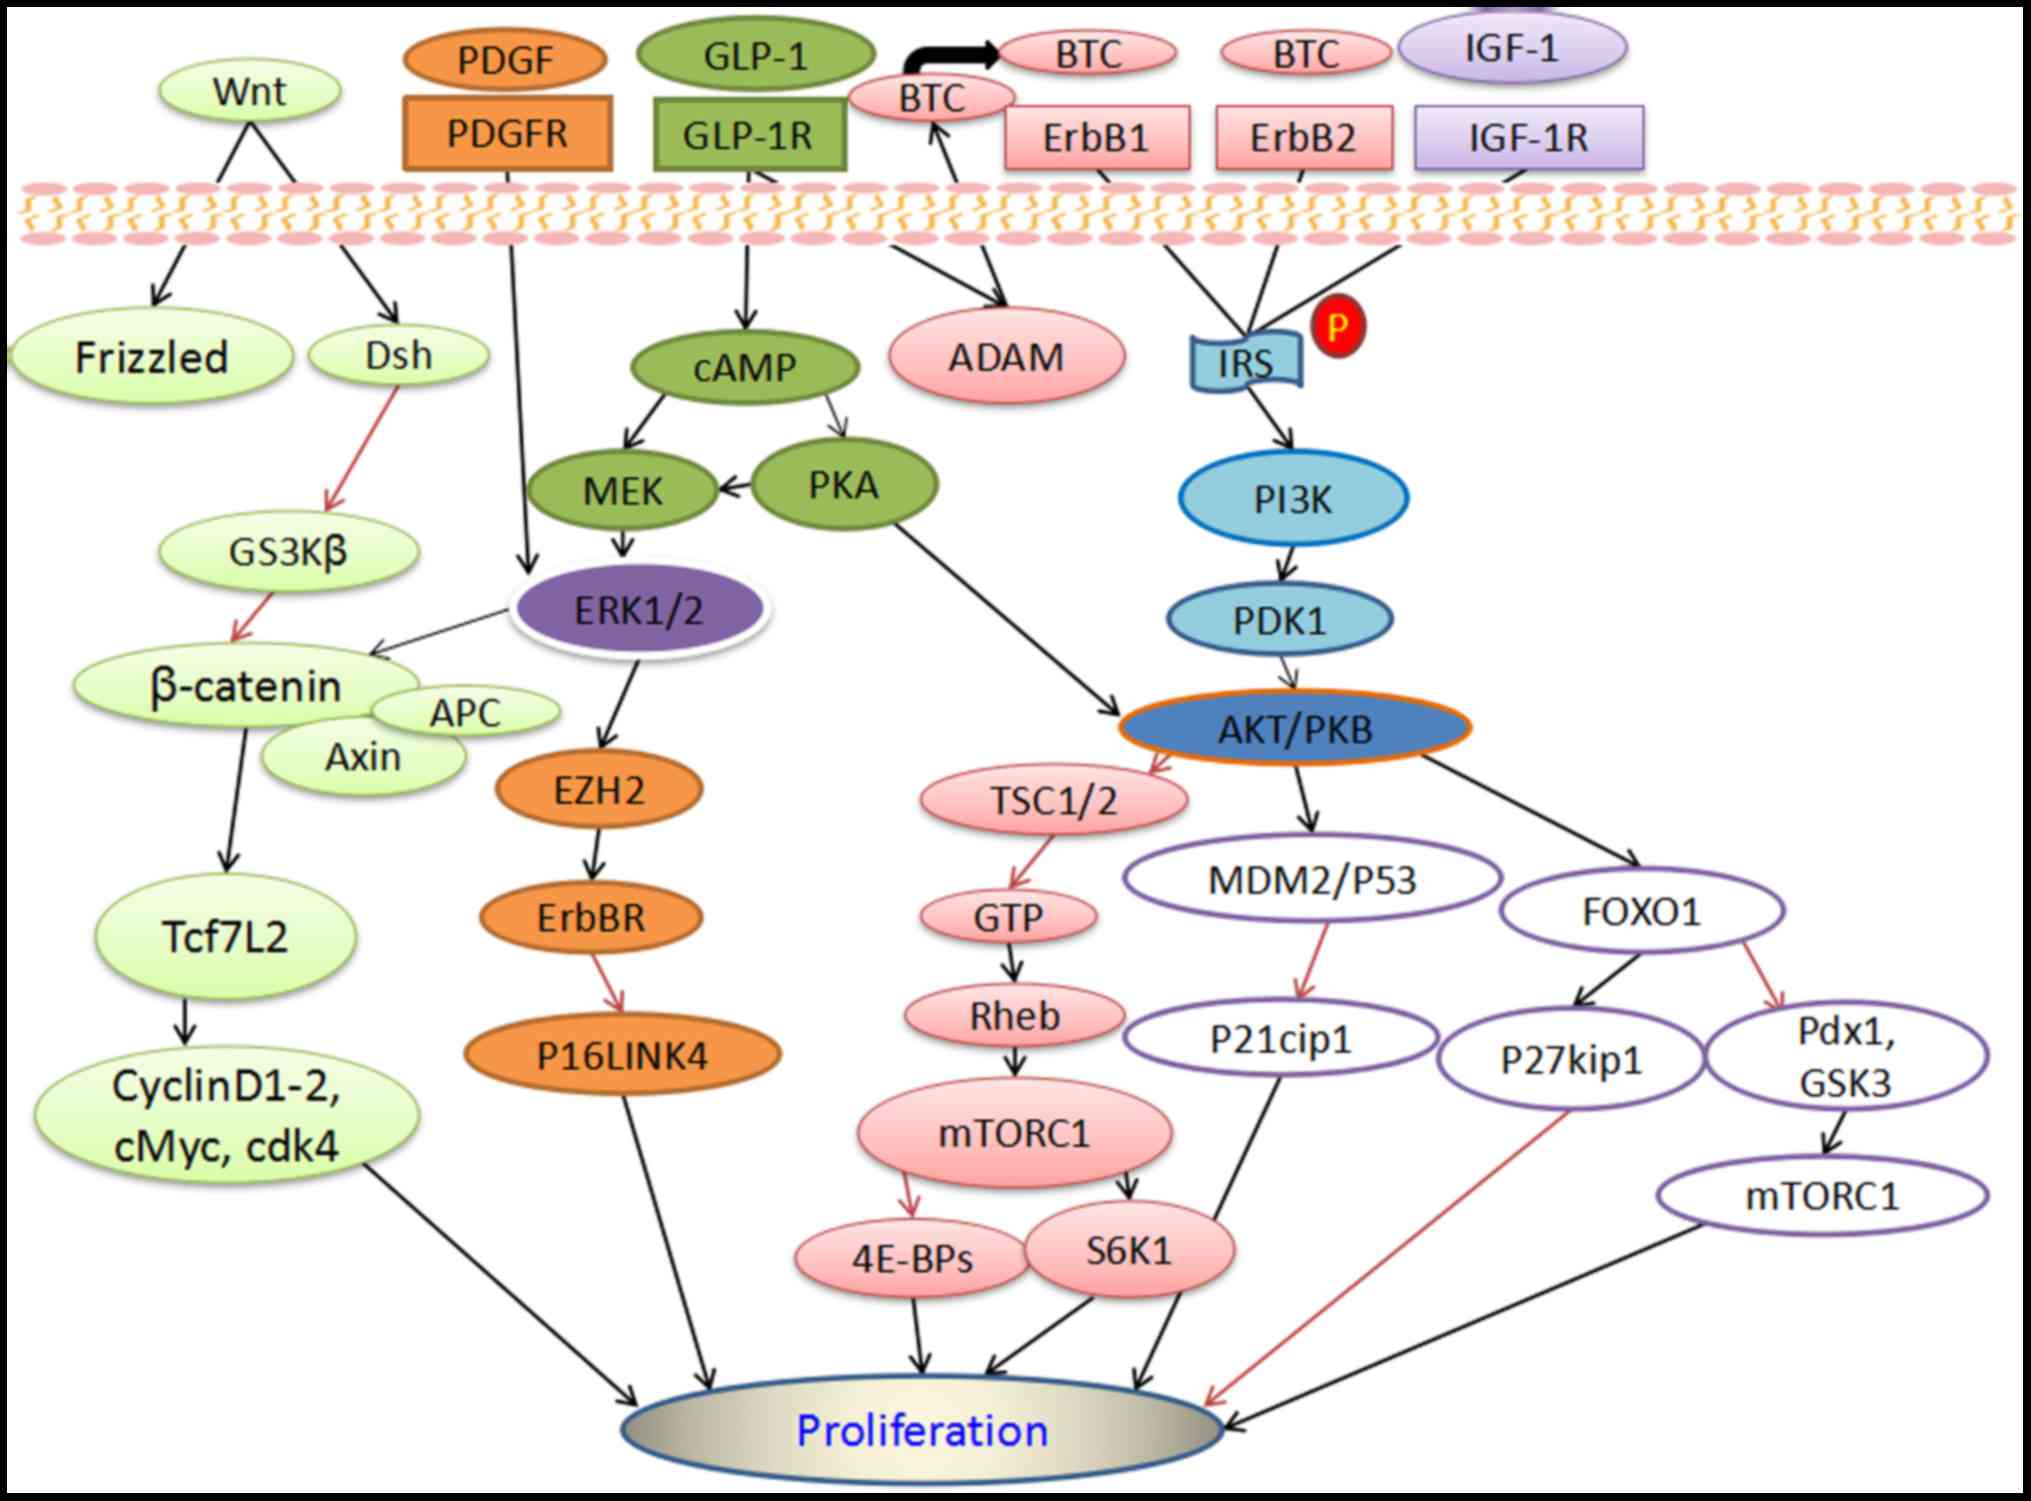 Wnt
PDGF
PDGFR
GLP-1
GLP-1R
BTC
BTC
ErbB1
BTC
ErbB2
IGF-1
IGF-1R
Frizzled
Dsh
cAMP
ADAM
IRS
P
MEK
PKA
PI3K
GS3Kβ
ERK1/2
PDK1
β-catenin
APC
Axin
AKT/PKB
EZH2
TSC1/2
MDM2/P53
FOXO1
Tcf7L2
ErbBR
GTP
Rheb
P21cip1
P27kip1
Pdx1,
GSK3
P16LINK4
CyclinD1-2,
cMyc, cdk4
mTORC1
mTORC1
4E-BPs
S6K1
Proliferation